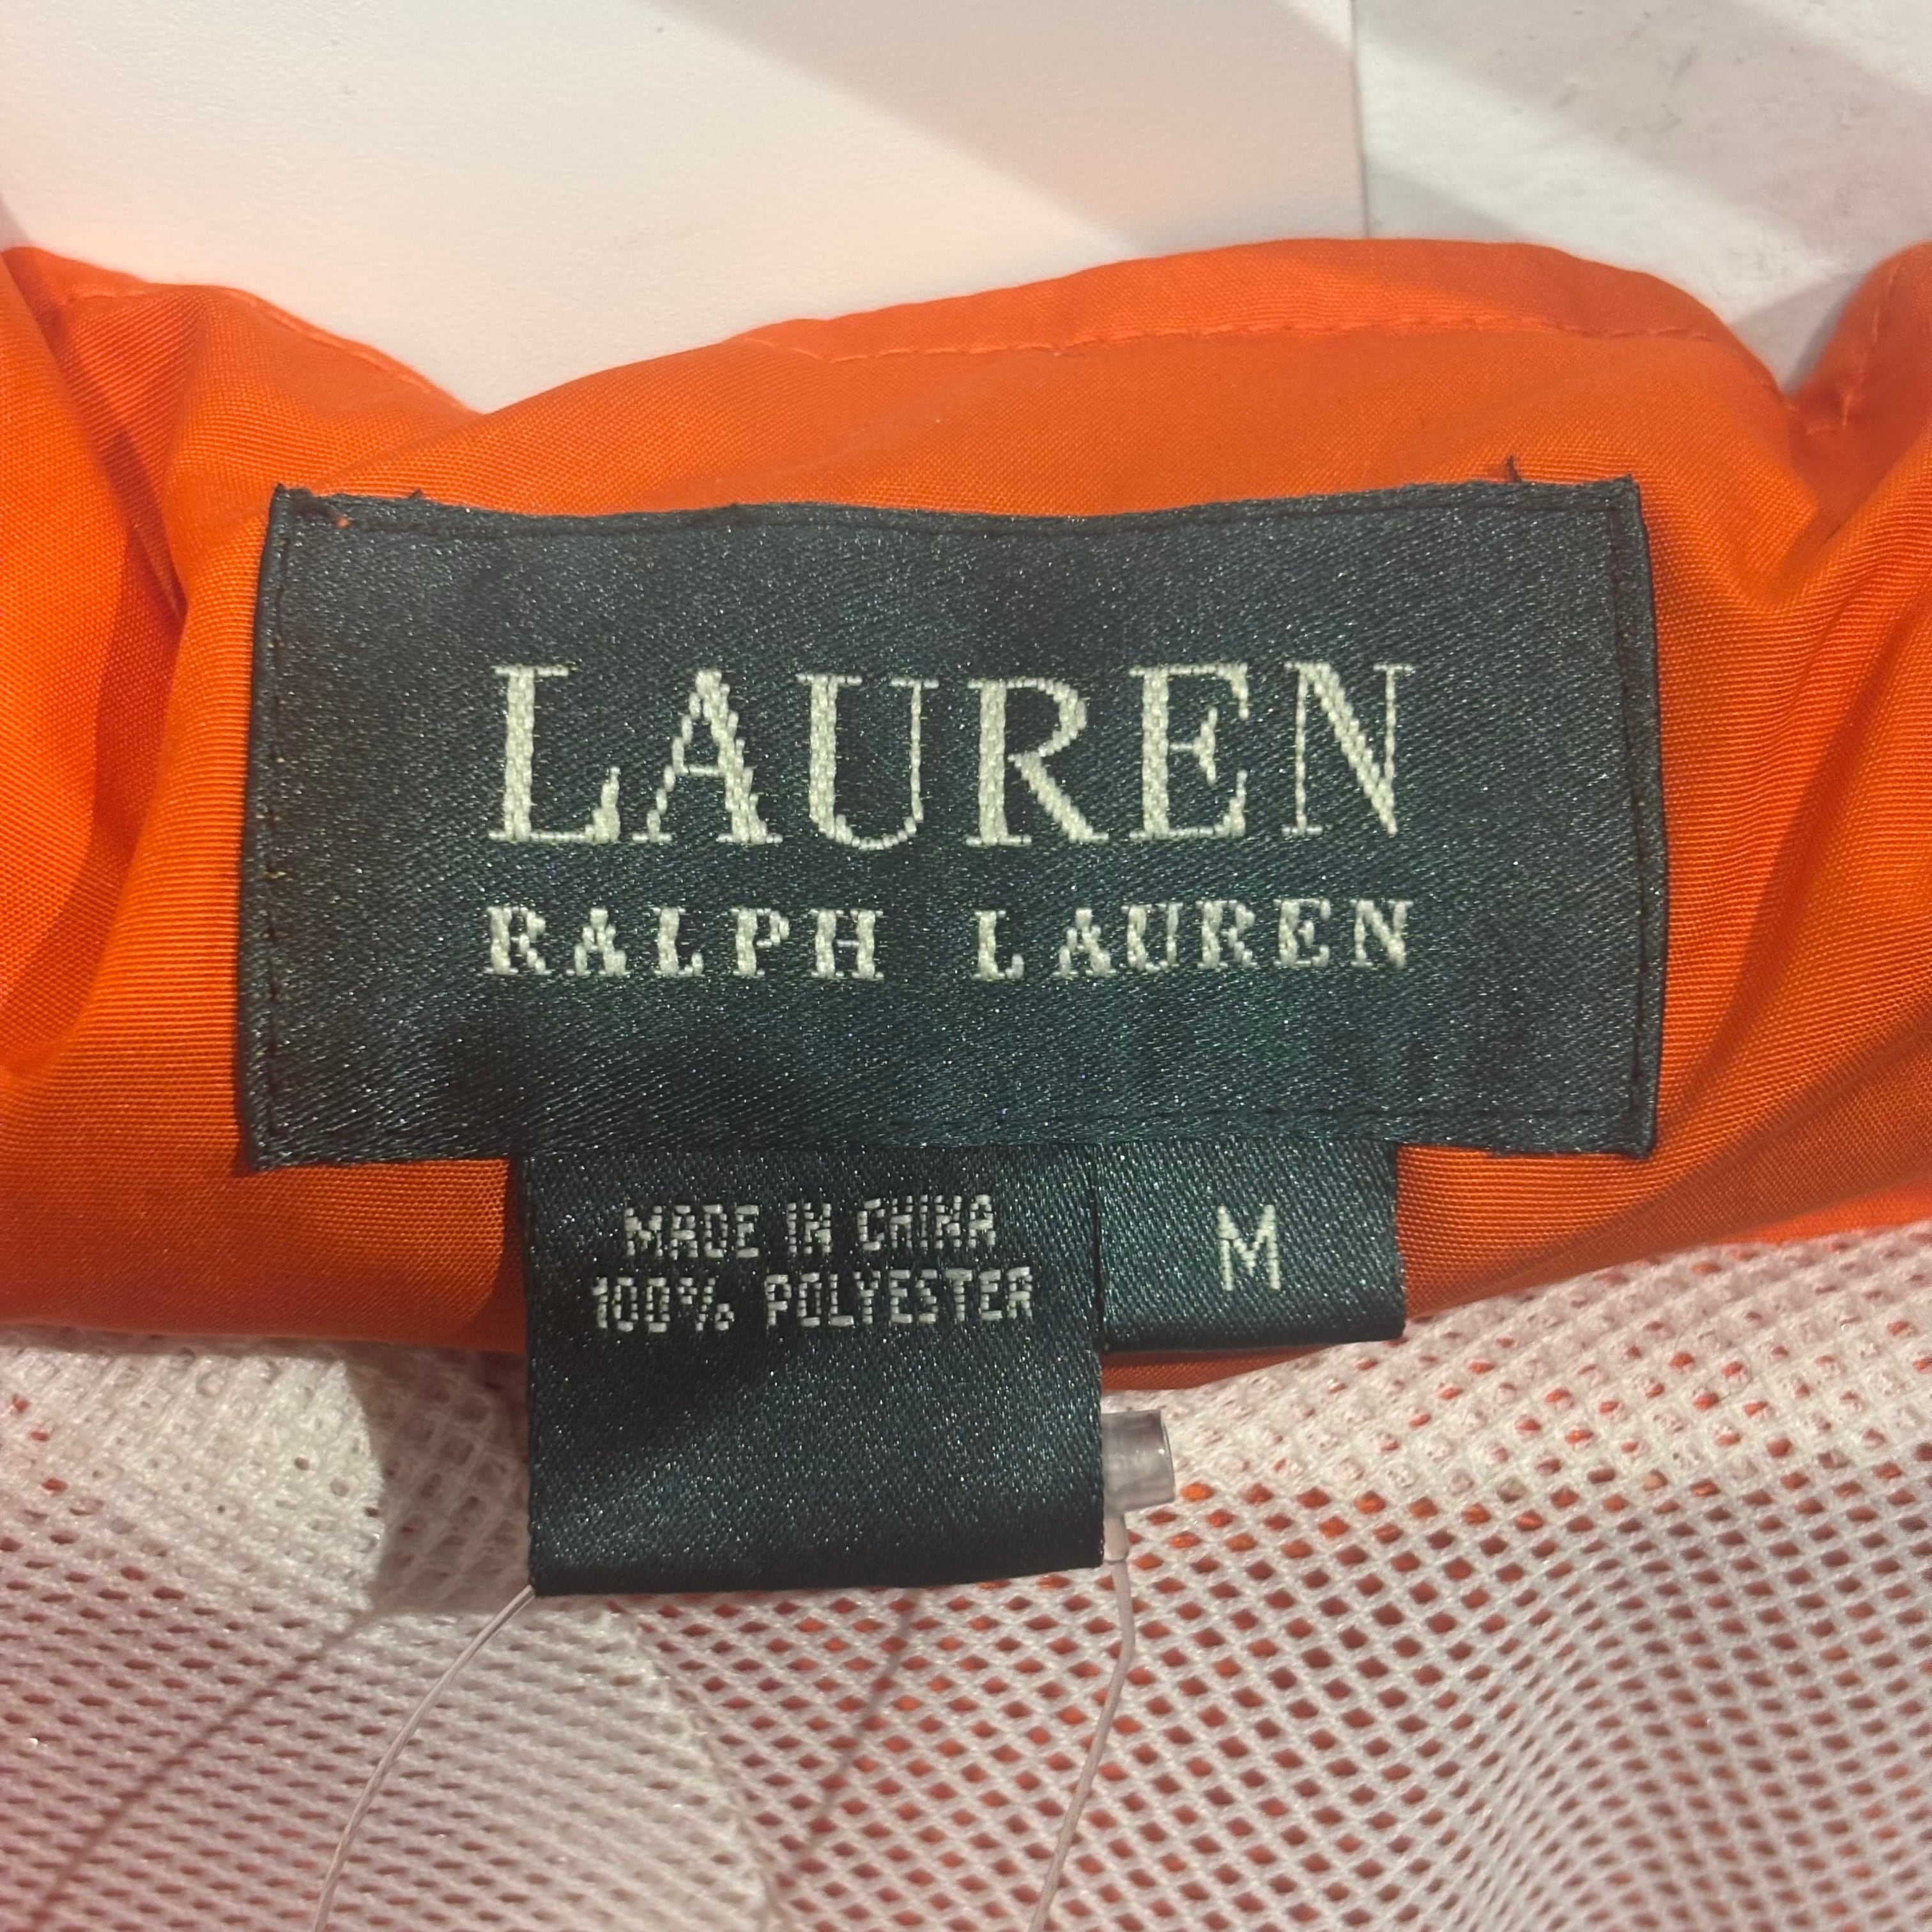 LAUREN
RALPH LAUREN
MADE IN CHINA
100% POLYESTER
M